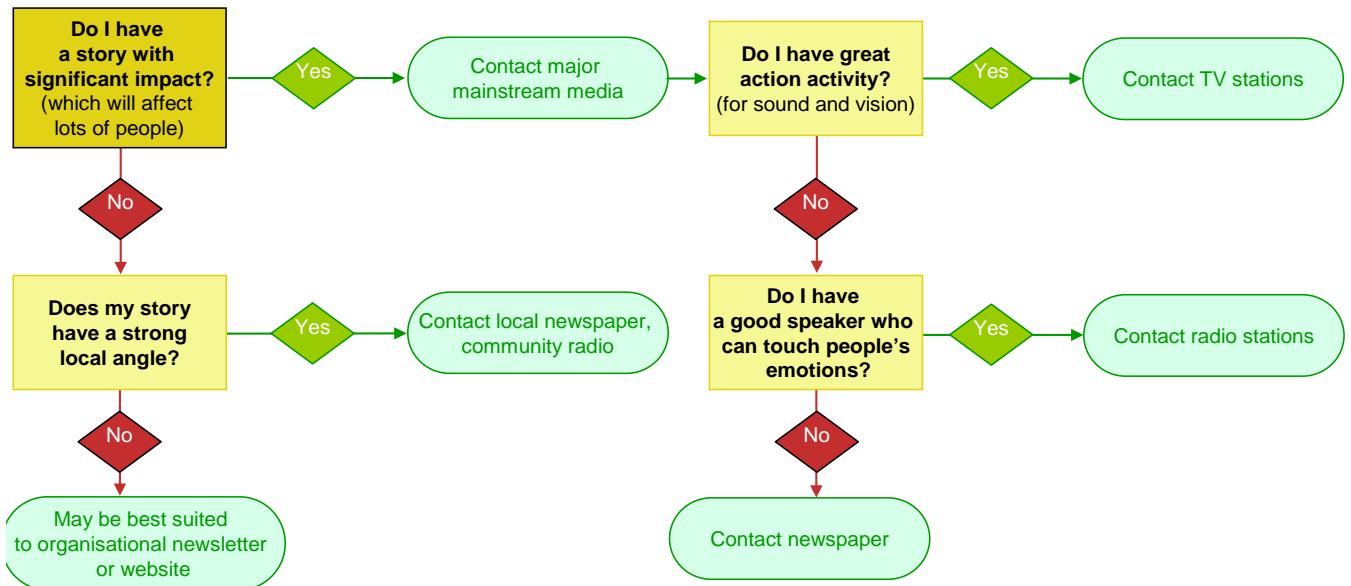 Do I have
a story with
significant impact?
(which will affect
lots of people)
Yes
Contact major
mainstream media
Do I have great
action activity?
(for sound and vision)
Yes
Contact TV stations
No
No
Does my story
have a strong
local angle?
Yes
Contact local newspaper,
community radio
Do I have
a good speaker who
can touch people's
emotions?
Yes
Contact radio stations
No
No
May be best suited
to organisational newsletter
or website
Contact newspaper